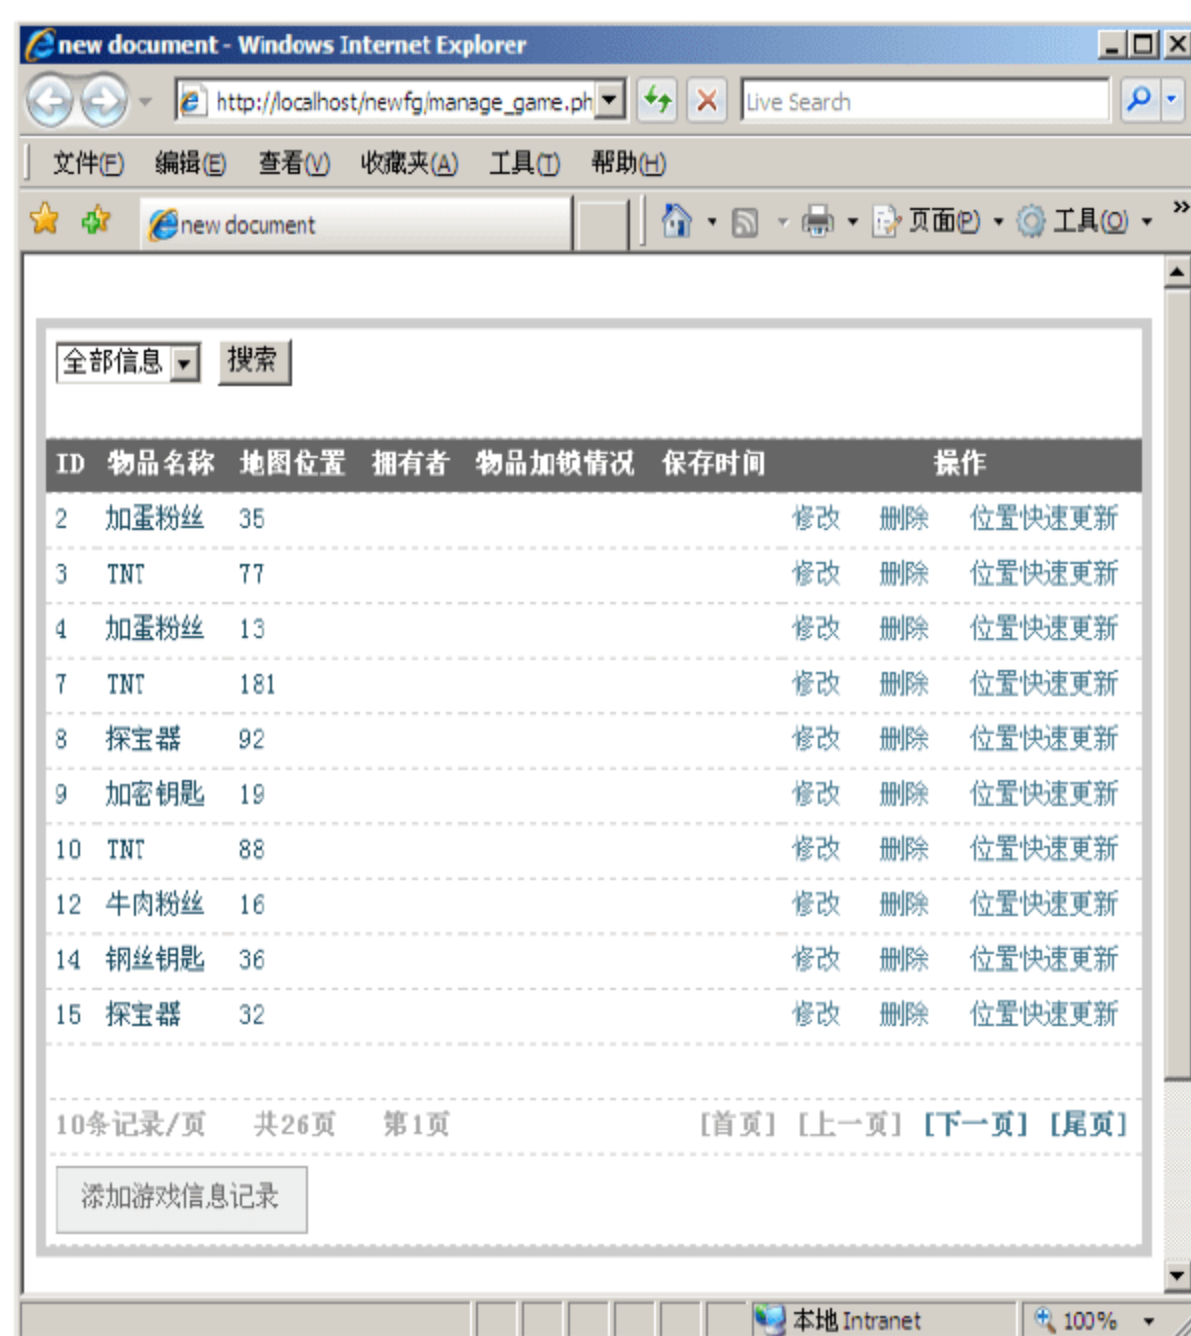 new document - Windows Internet Explorer
http://localhost/newfg/manage_game.ph
Live Search
文件(F) 编辑(E) 查看(V) 收藏夹(A) 工具(T) 帮助(H)
new document 页面(P) 工具(O) »
全部信息 搜索
ID 物品名称 地图位置 拥有者 物品加锁情况 保存时间 操作
2 加蛋粉丝 35 修改 删除 位置快速更新
3 TNT 77 修改 删除 位置快速更新
4 加蛋粉丝 13 修改 删除 位置快速更新
7 TNT 181 修改 删除 位置快速更新
8 探宝器 92 修改 删除 位置快速更新
9 加密钥匙 19 修改 删除 位置快速更新
10 TNT 88 修改 删除 位置快速更新
12 牛肉粉丝 16 修改 删除 位置快速更新
14 钢丝钥匙 36 修改 删除 位置快速更新
15 探宝器 32 修改 删除 位置快速更新
10条记录/页 共26页 第1页 [首页] [上一页] [下一页] [尾页]
添加游戏信息记录
本地 Intranet 100%